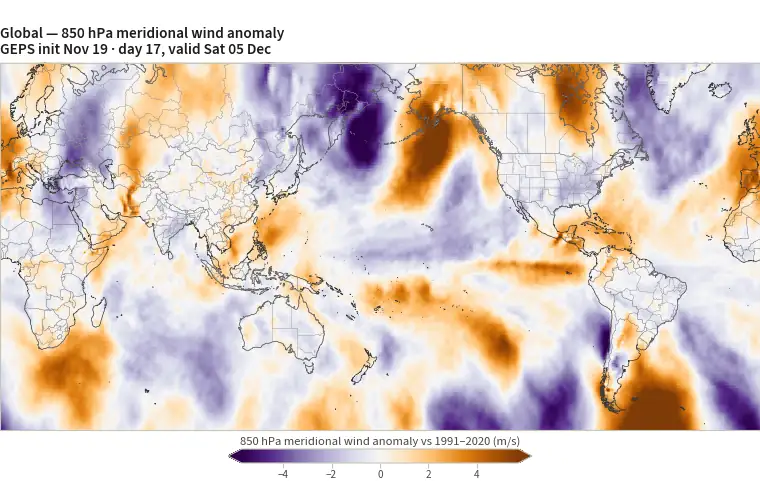 Global — 850 hPa meridional wind anomaly
GEPS init Nov 19 · day 17, valid Sat 05 Dec
850 hPa meridional wind anomaly vs 1991–2020 (m/s)
−4 −2 0 2 4